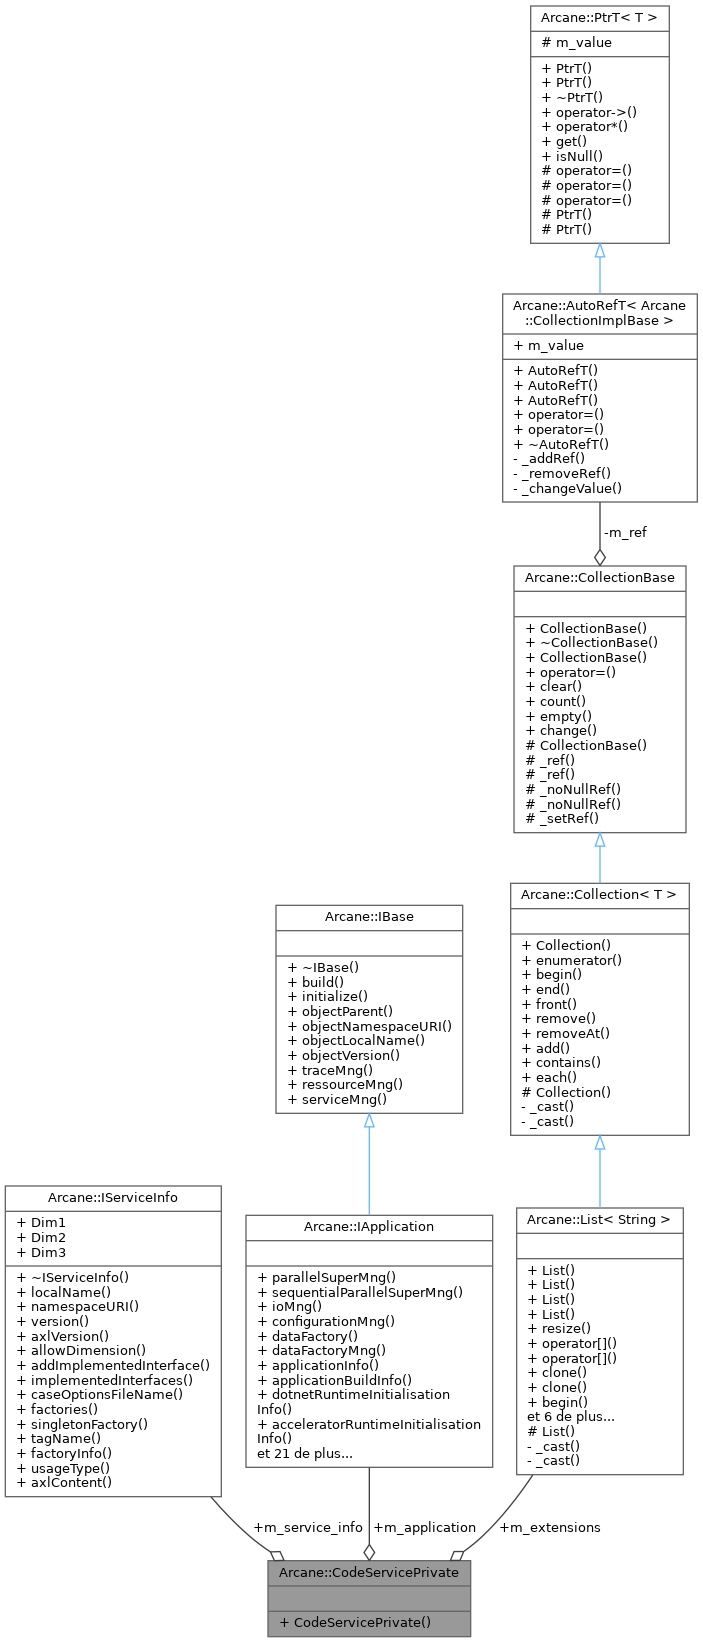 Arcane::PtrT< T >
# m_value
+ PtrT()
+ PtrT()
+ ~PtrT()
+ operator->()
+ operator*()
+ get()
+ isNull()
# operator=()
# operator=()
# operator=()
# PtrT()
# PtrT()
Arcane::AutoRefT< Arcane
::CollectionImplBase >
+ m_value
+ AutoRefT()
+ AutoRefT()
+ AutoRefT()
+ operator=()
+ operator=()
+ ~AutoRefT()
- _addRef()
- _removeRef()
- _changeValue()
-m_ref
Arcane::CollectionBase
+ CollectionBase()
+ ~CollectionBase()
+ CollectionBase()
+ operator=()
+ clear()
+ count()
+ empty()
+ change()
# CollectionBase()
# _ref()
# _ref()
# _noNullRef()
# _noNullRef()
# _setRef()
Arcane::Collection< T >
+ Collection()
+ enumerator()
+ begin()
+ end()
+ front()
+ remove()
+ removeAt()
+ add()
+ contains()
+ each()
# Collection()
- _cast()
- _cast()
Arcane::IBase
+ ~IBase()
+ build()
+ initialize()
+ objectParent()
+ objectNamespaceURI()
+ objectLocalName()
+ objectVersion()
+ traceMng()
+ ressourceMng()
+ serviceMng()
Arcane::IServiceInfo
+ Dim1
+ Dim2
+ Dim3
+ ~IServiceInfo()
+ localName()
+ namespaceURI()
+ version()
+ axlVersion()
+ allowDimension()
+ addImplementedInterface()
+ implementedInterfaces()
+ caseOptionsFileName()
+ factories()
+ singletonFactory()
+ tagName()
+ factoryInfo()
+ usageType()
+ axlContent()
Arcane::IApplication
+ parallelSuperMng()
+ sequentialParallelSuperMng()
+ ioMng()
+ configurationMng()
+ dataFactory()
+ dataFactoryMng()
+ applicationInfo()
+ applicationBuildInfo()
+ dotnetRuntimeInitialisation
Info()
+ acceleratorRuntimeInitialisation
Info()
et 21 de plus...
Arcane::List< String >
+ List()
+ List()
+ List()
+ List()
+ resize()
+ operator[]()
+ operator[]()
+ clone()
+ clone()
+ begin()
et 6 de plus...
# List()
- _cast()
- _cast()
+m_service_info
+m_application
+m_extensions
Arcane::CodeServicePrivate
+ CodeServicePrivate()